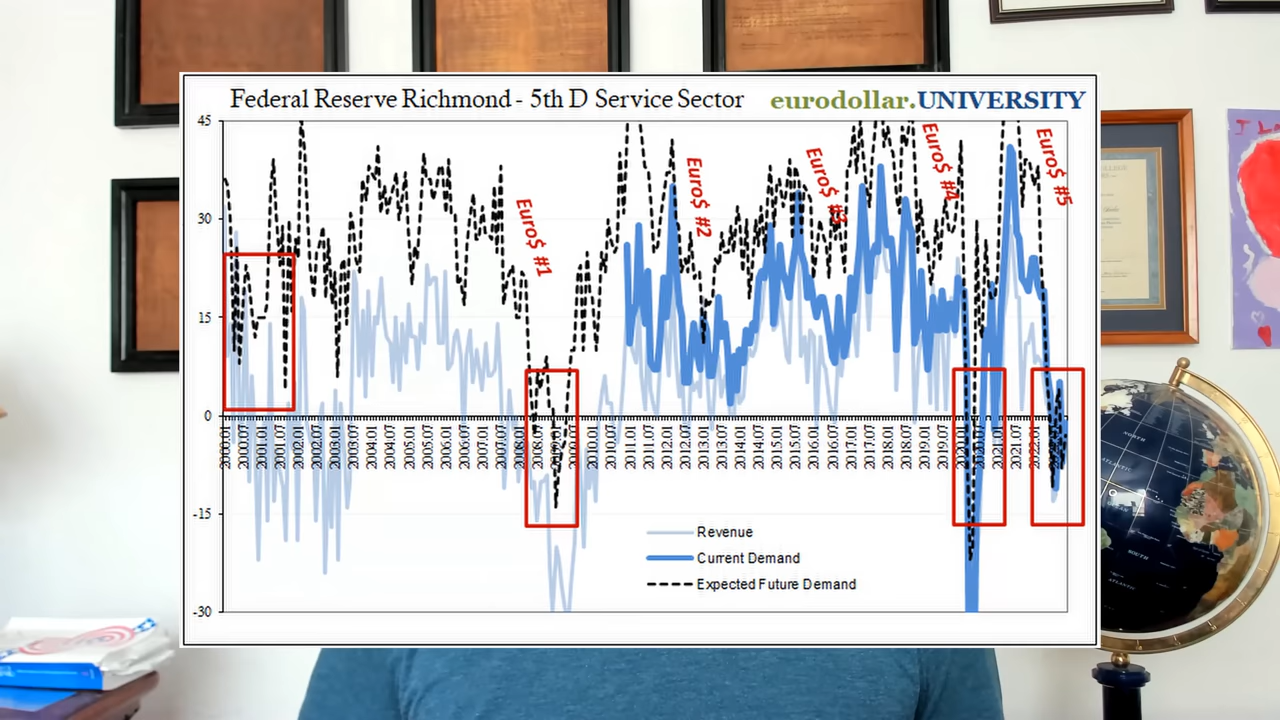 Federal Reserve Richmond - 5th D Service Sector
eurodollar.UNIVERSITY
45
30
15
0
-15
-30
Euro$ #1
Euro$ #2
Euro$ #3
Euro$ #4
Euro$ #5
2000.01 2000.07 2001.01 2001.07 2002.01 2002.07 2003.01 2003.07 2004.01 2004.07 2005.01 2005.07 2006.01 2006.07 2007.01 2007.07 2008.01 2008.07 2009.01 2009.07 2010.01 2010.07 2011.01 2011.07 2012.01 2012.07 2013.01 2013.07 2014.01 2014.07 2015.01 2015.07 2016.01 2016.07 2017.01 2017.07 2018.01 2018.07 2019.01 2019.07 2020.01 2021.01 2021.07 2022.01
Revenue
Current Demand
Expected Future Demand
NORTH
ATLANTIC
SOUTH
ATLANTIC